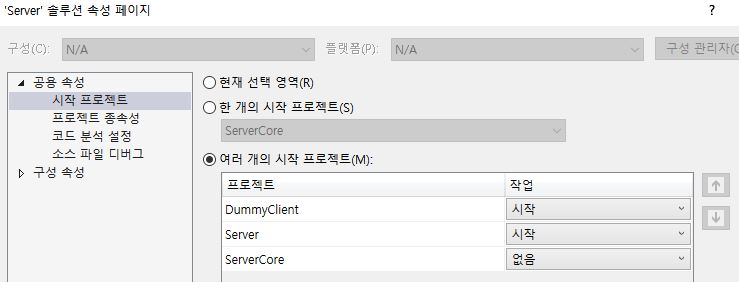 'Server' 솔루션 속성 페이지 ?
구성(C): N/A 플랫폼(P): N/A 구성 관리자(O
공용 속성
시작 프로젝트
프로젝트 종속성
코드 분석 설정
소스 파일 디버그
구성 속성
현재 선택 영역(R)
한 개의 시작 프로젝트(S)
ServerCore
여러 개의 시작 프로젝트(M):
프로젝트 작업
DummyClient 시작
Server 시작
ServerCore 없음